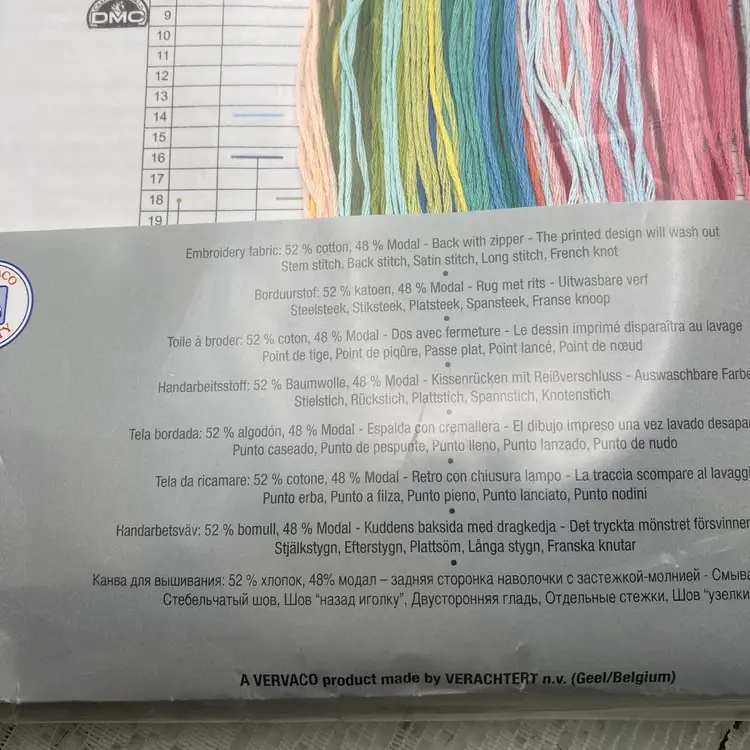 DMC
9
10
11
12
13
14
15
16
17
18
19
Embroidery fabric: 52 % cotton, 48 % Modal - Back with zipper - The printed design will wash out
Stem stitch, Back stitch, Satin stitch, Long stitch, French knot
Borduurstof: 52 % katoen, 48 % Modal - Rug met rits - Uitwasbare verf
Steelsteek, Stiksteek, Platsteek, Spansteek, Franse knoop
Toile à broder: 52 % coton, 48 % Modal - Dos avec fermeture - Le dessin imprimé disparaîtra au lavage
Point de tige, Point de piqûre, Passe plat, Point lancé, Point de nœud
Handarbeitsstoff: 52 % Baumwolle, 48 % Modal - Kissenrücken mit Reißverschluss - Auswaschbare Farbe
Stielstich, Rückstich, Plattstich, Spannstich, Knotenstich
Tela bordada: 52 % algodón, 48 % Modal - Espalda con cremallera - El dibujo impreso una vez lavado desapa
Punto caseado, Punto de pespunte, Punto lleno, Punto lanzado, Punto de nudo
Tela da ricamare: 52 % cotone, 48 % Modal - Retro con chiusura lampo - La traccia scompare al lavaggi
Punto erba, Punto a filza, Punto pieno, Punto lanciato, Punto nodini
Handarbetsväv: 52 % bomull, 48 % Modal - Kuddens baksida med dragkedja - Det tryckta mönstret försvinner
Stjälkstygn, Efterstygn, Plattsöm, Långa stygn, Franska knutar
Канва для вышивания: 52 % хлопок, 48% модал – задняя сторонка наволочки с застежкой-молнией - Смыва
Стебельчатый шов, Шов "назад иголку", Двусторонняя гладь, Отдельные стежки, Шов "узелки
A VERVACO product made by VERACHTERT n.v. (Geel/Belgium)